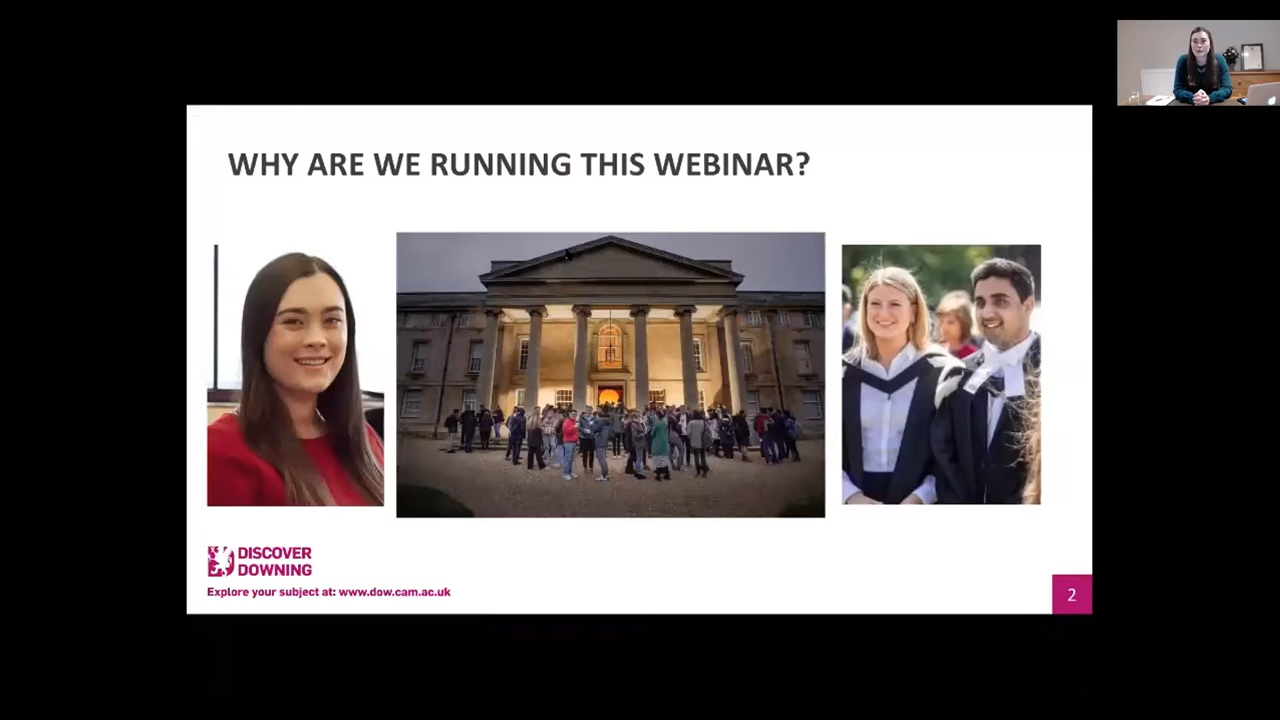 WHY ARE WE RUNNING THIS WEBINAR?
DISCOVER
DOWNING
Explore your subject at: www.dow.cam.ac.uk
2